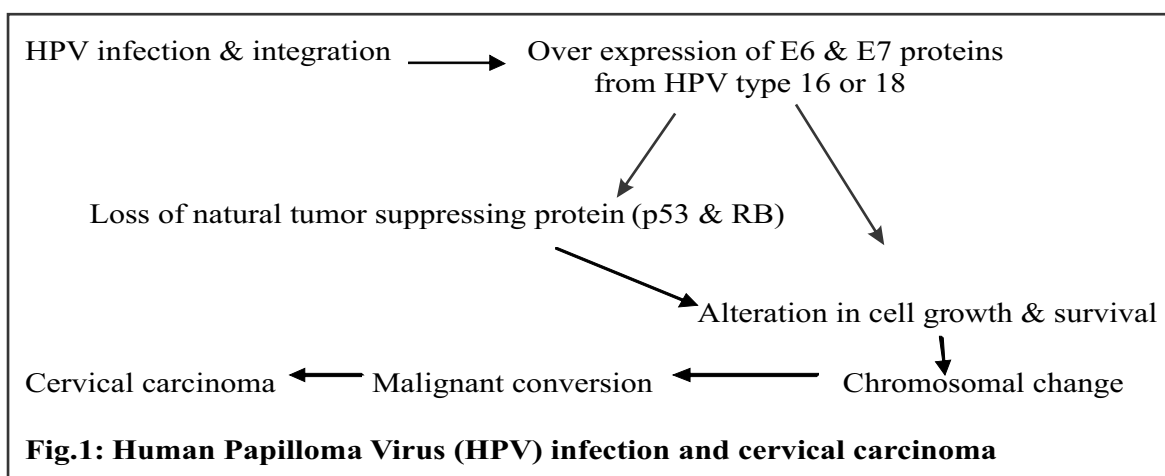 HPV infection & integration
Over expression of E6 & E7 proteins
from HPV type 16 or 18
Loss of natural tumor suppressing protein (p53 & RB)
Alteration in cell growth & survival
Cervical carcinoma
Malignant conversion
Chromosomal change
Fig.1: Human Papilloma Virus (HPV) infection and cervical carcinoma